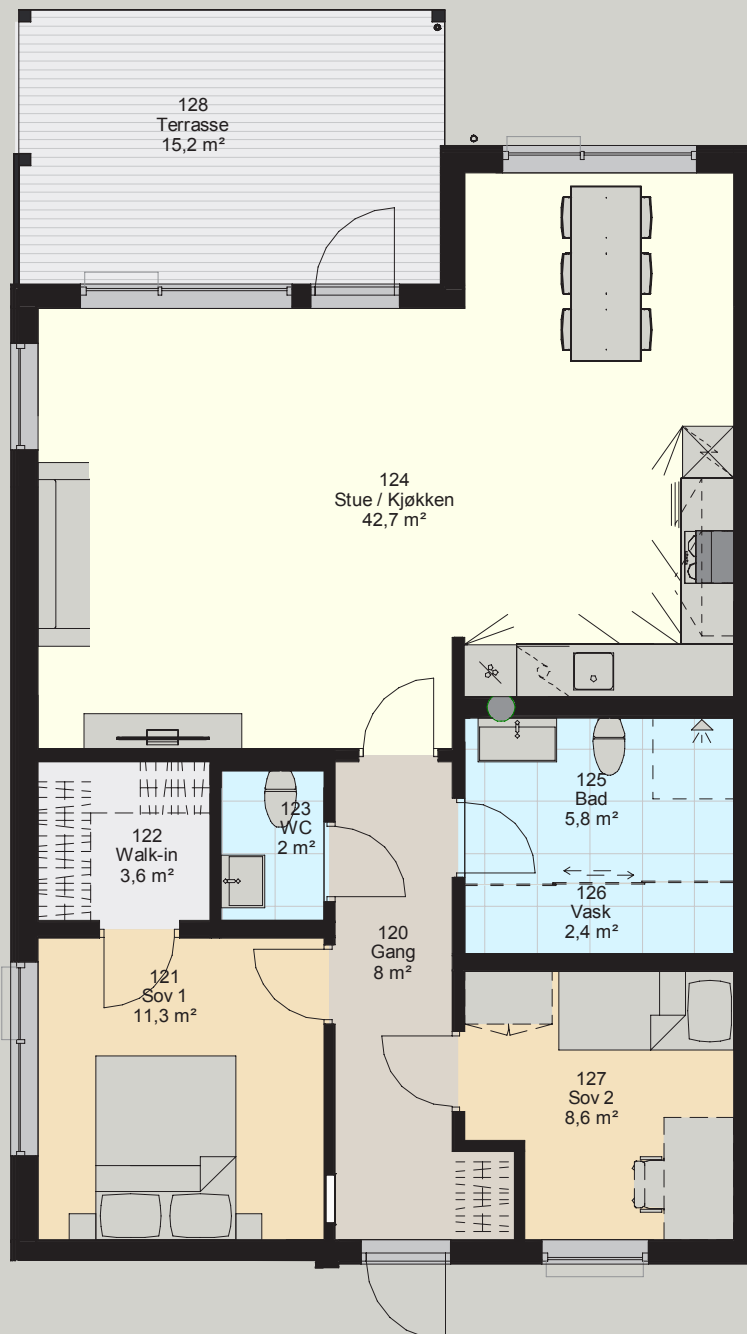 128
Terrasse
15,2 m²
124
Stue / Kjøkken
42,7 m²
125
Bad
5,8 m²
123
WC
2 m²
122
Walk-in
3,6 m²
126
Vask
2,4 m²
120
Gang
8 m²
121
Sov 1
11,3 m²
127
Sov 2
8,6 m²